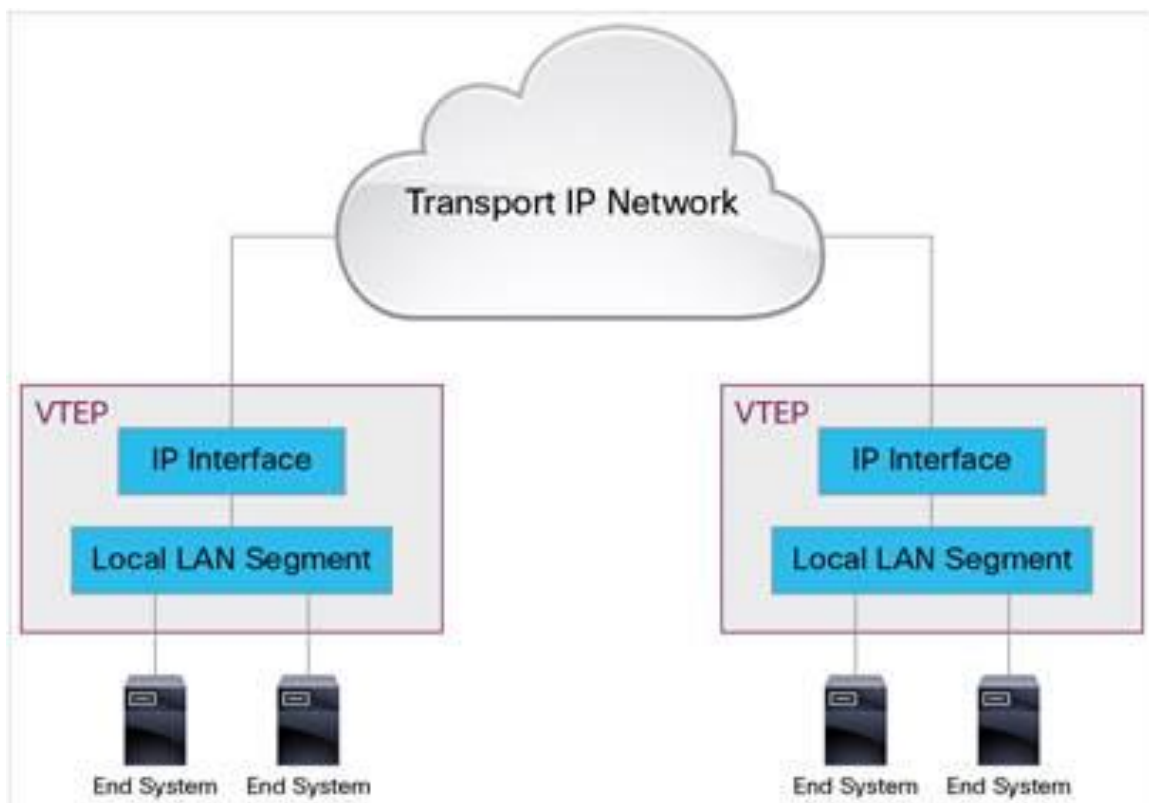 Transport IP Network
VTEP
IP Interface
Local LAN Segment
End System
End System
VTEP
IP Interface
Local LAN Segment
End System
End System